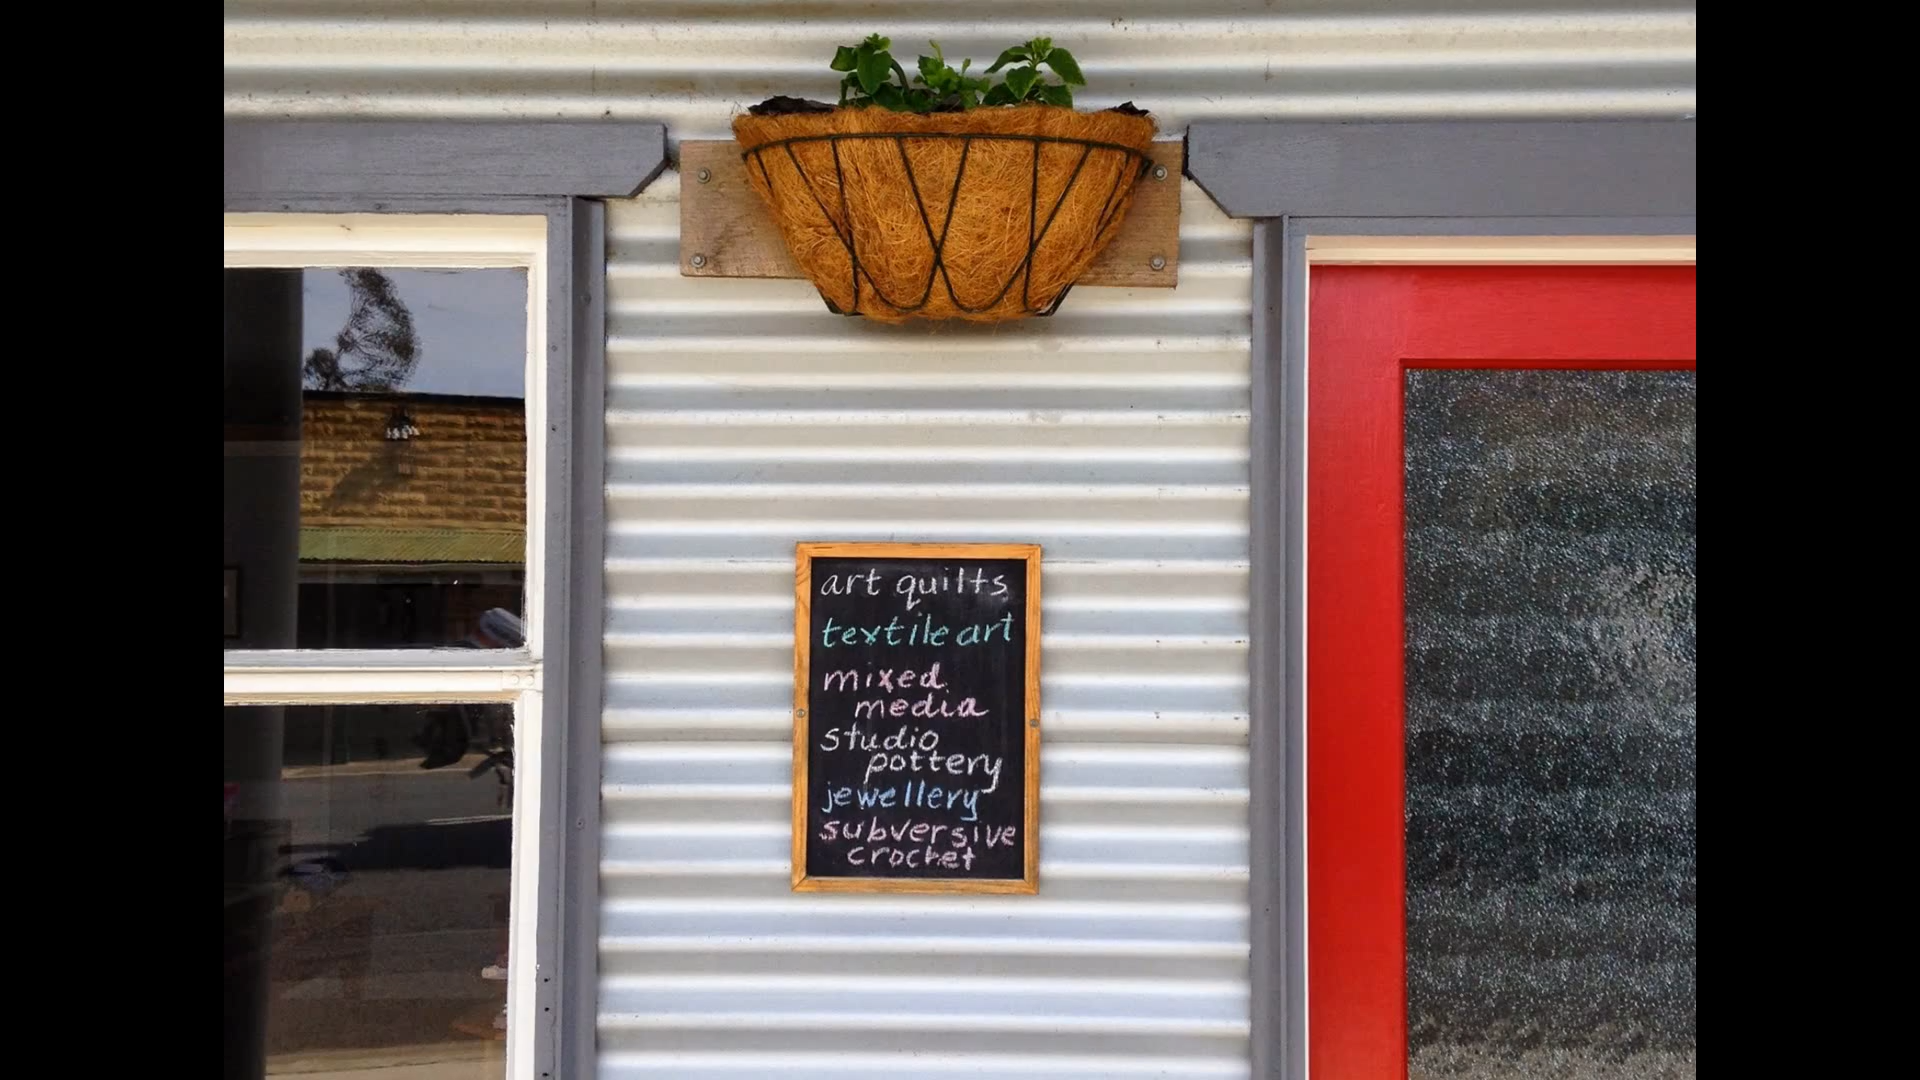 art quilts
textile art
mixed
media
studio
pottery
jewellery
subversive
crochet